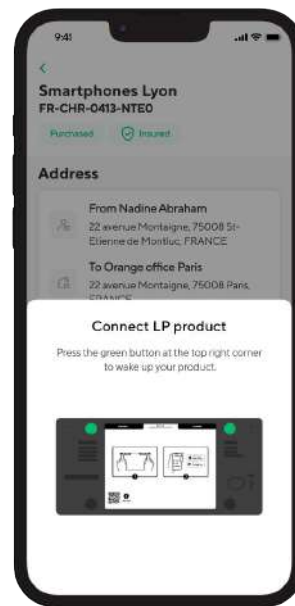 9:41
Smartphones Lyon
FR-CHR-0413-NTE0
Purchased
Insured
Address
From Nadine Abraham
22 avenue Montaigne, 75008 St-
Etienne de Montluc, FRANCE
To Orange office Paris
22 avenue Montaigne, 75008 Paris,
FRANCE
Connect LP product
Press the green button at the top right corner
to wake up your product.